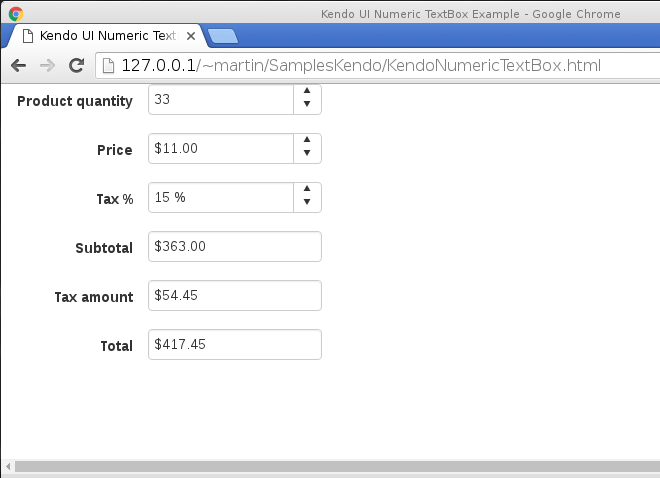 Kendo UI Numeric TextBox Example - Google Chrome
Kendo UI Numeric Text
127.0.0.1/~martin/SamplesKendo/KendoNumericTextBox.html
Product quantity 33
Price $11.00
Tax % 15 %
Subtotal $363.00
Tax amount $54.45
Total $417.45